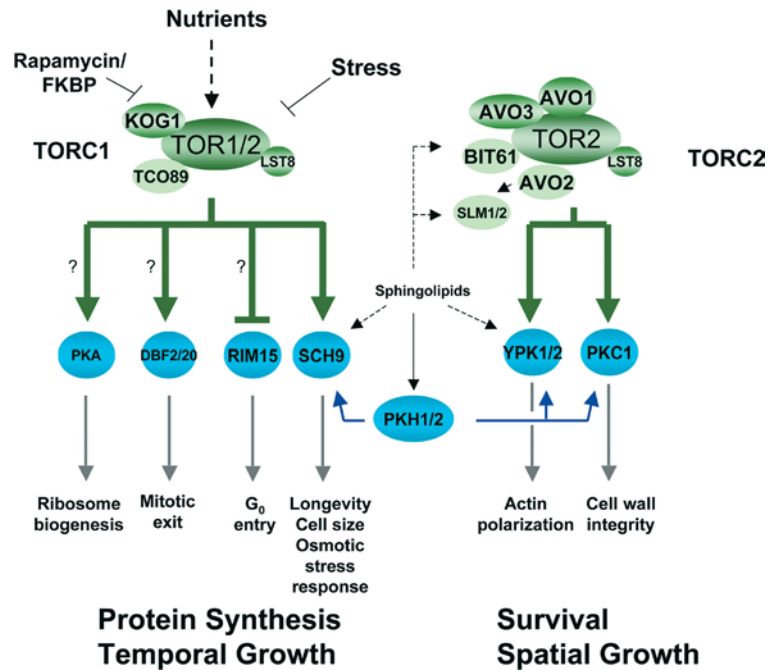 Nutrients
Rapamycin/
FKBP
Stress
KOG1
TOR1/2
LST8
TCO89
TORC1
AVO3
AVO1
TOR2
BIT61
LST8
AVO2
SLM1/2
TORC2
?
?
?
Sphingolipids
PKA
DBF2/20
RIM15
SCH9
YPK1/2
PKC1
PKH1/2
Ribosome
biogenesis
Mitotic
exit
G₀
entry
Longevity
Cell size
Osmotic
stress
response
Actin
polarization
Cell wall
integrity
Protein Synthesis
Temporal Growth
Survival
Spatial Growth